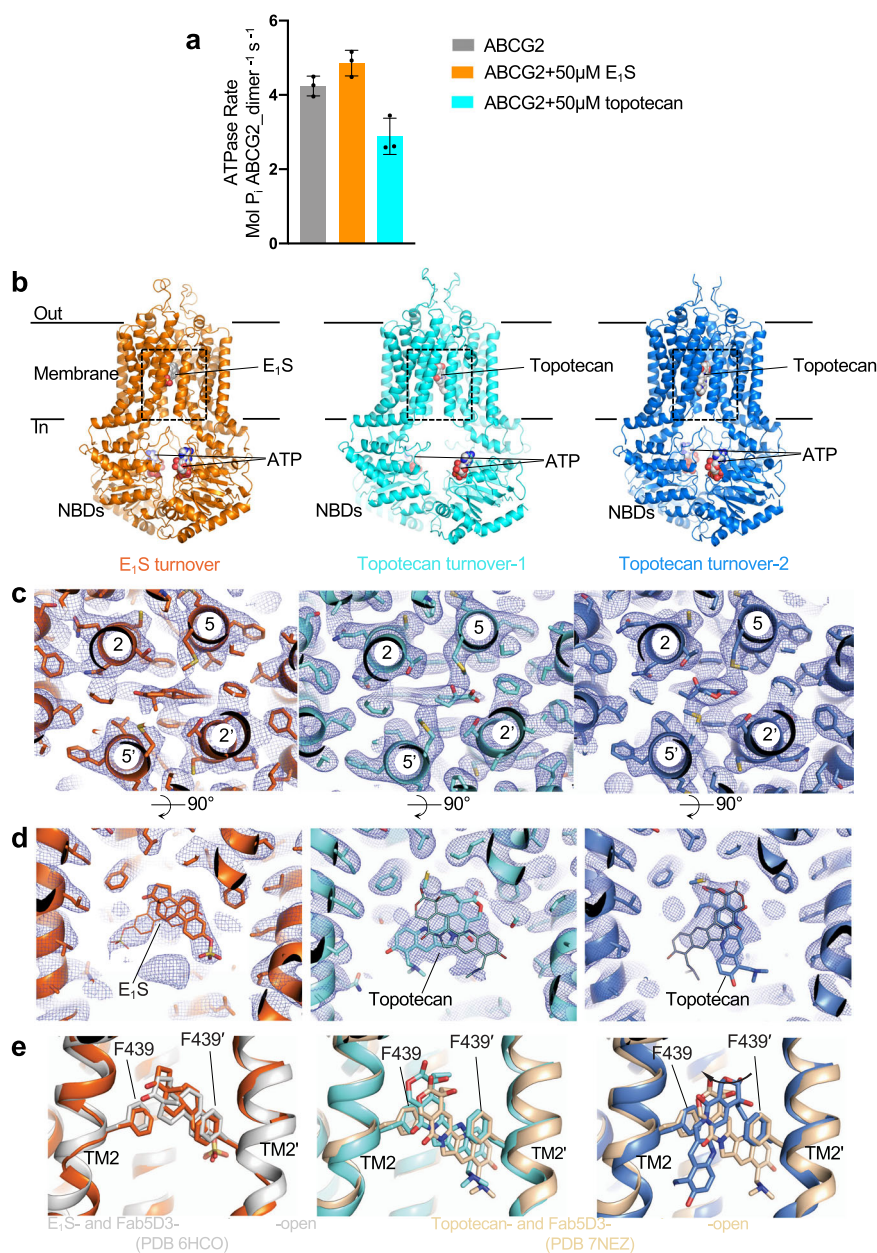 a
6
4
2
0
ATPase Rate
Mol Pi ABCG2_dimer⁻¹ s⁻¹
ABCG2
ABCG2+50µM E₁S
ABCG2+50µM topotecan
b
Out
Membrane
In
E₁S
ATP
NBDs
Topotecan
ATP
NBDs
Topotecan
ATP
NBDs
E₁S turnover
Topotecan turnover-1
Topotecan turnover-2
c
2
5
5'
2'
2
5
5'
2'
2
5
5'
2'
90°
90°
90°
d
E₁S
Topotecan
Topotecan
e
F439
F439′
TM2
TM2'
F439
F439′
TM2
TM2'
F439
F439′
TM2
TM2'
E₁S- and Fab5D3- -open
(PDB 6HCO)
Topotecan- and Fab5D3- -open
(PDB 7NEZ)